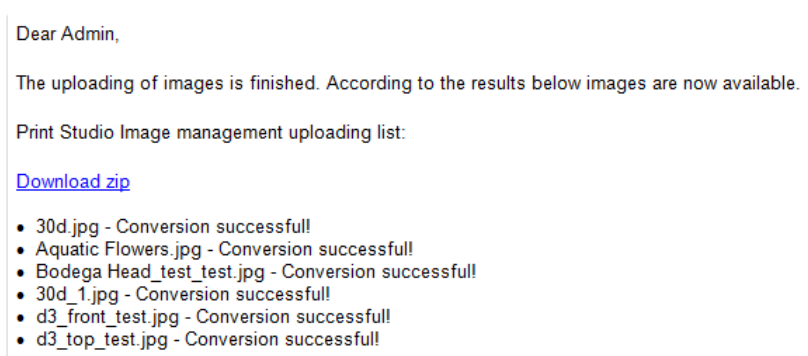 Dear Admin,
The uploading of images is finished. According to the results below images are now available.
Print Studio Image management uploading list:
Download zip
• 30d.jpg - Conversion successful!
• Aquatic Flowers.jpg - Conversion successful!
• Bodega Head_test_test.jpg - Conversion successful!
• 30d_1.jpg - Conversion successful!
• d3_front_test.jpg - Conversion successful!
• d3_top_test.jpg - Conversion successful!